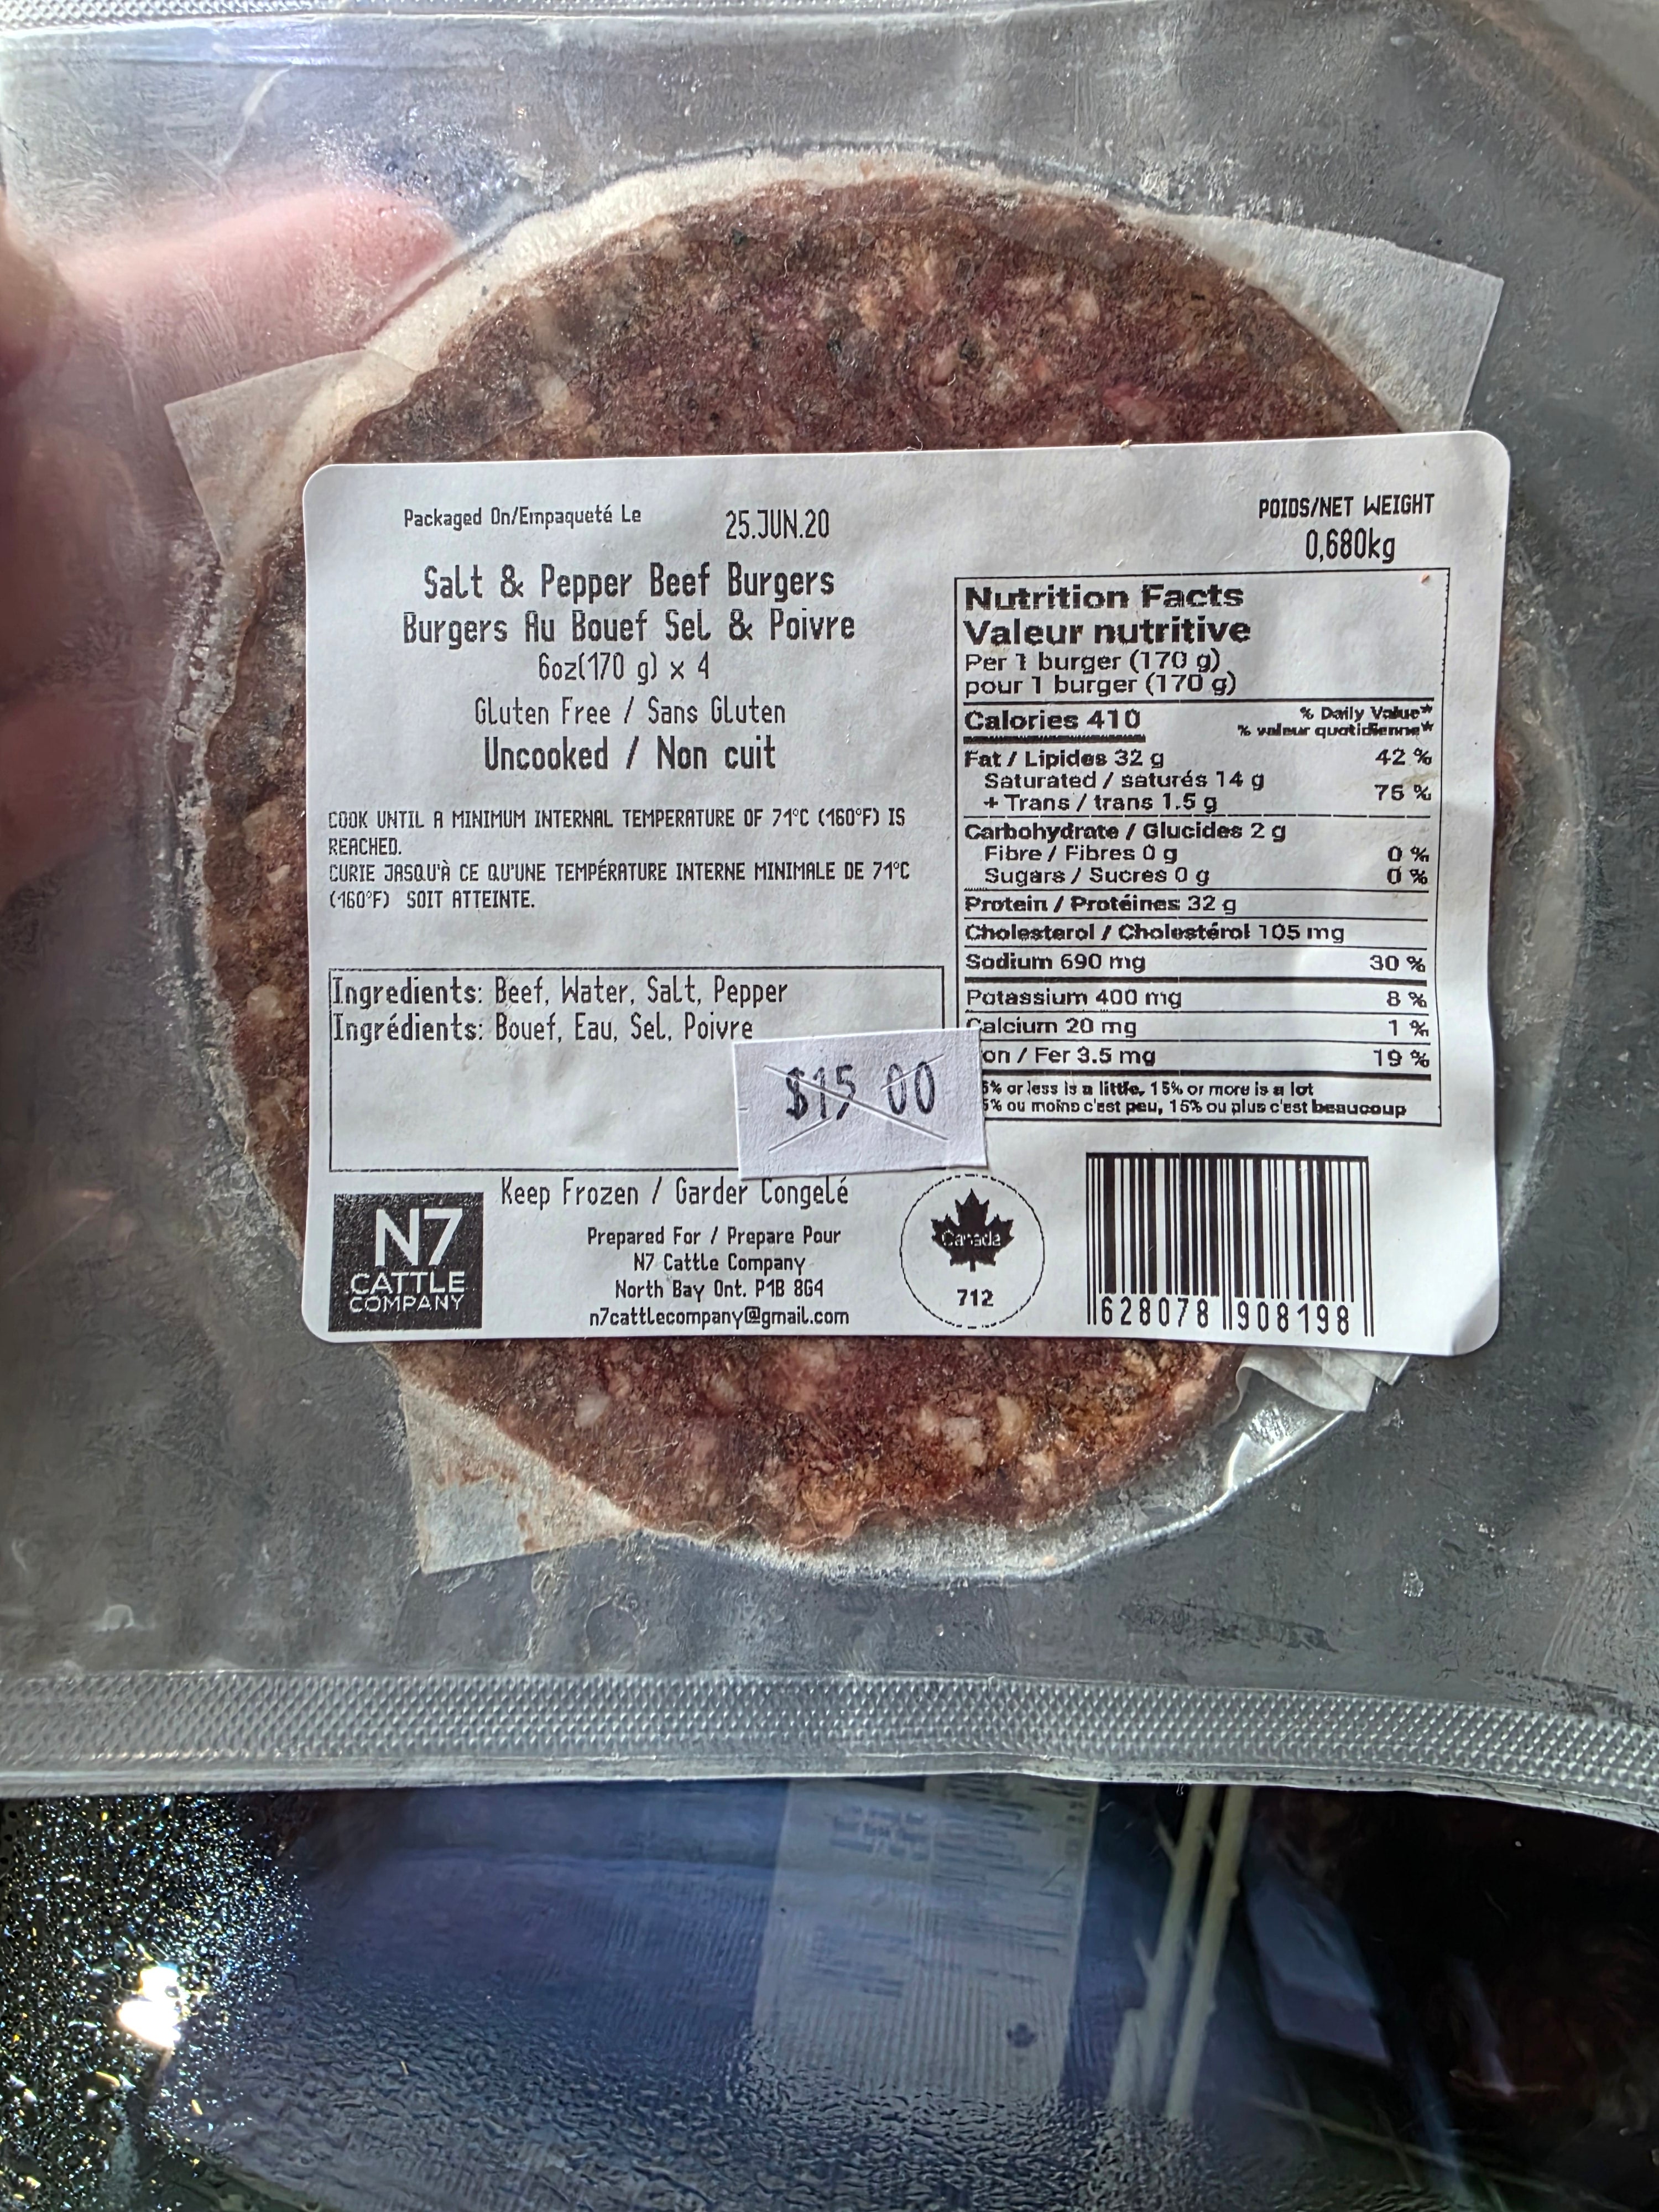 Packaged On/Empaqueté Le 25.JUN.20
POIDS/NET WEIGHT
0,680kg
Salt & Pepper Beef Burgers
Burgers Au Bouef Sel & Poivre
6oz(170 g) x 4
Gluten Free / Sans Gluten
Uncooked / Non cuit
COOK UNTIL A MINIMUM INTERNAL TEMPERATURE OF 71°C (160°F) IS
REACHED.
CURIE JASQU'À CE QU'UNE TEMPÉRATURE INTERNE MINIMALE DE 71°C
(160°F) SOIT ATTEINTE.
Ingredients: Beef, Water, Salt, Pepper
Ingrédients: Bouef, Eau, Sel, Poivre
$15 00
Nutrition Facts
Valeur nutritive
Per 1 burger (170 g)
pour 1 burger (170 g)
Calories 410
% Daily Value*
% valeur quotidienne*
Fat / Lipides 32 g 42 %
Saturated / saturés 14 g
+ Trans / trans 1.5 g 75 %
Carbohydrate / Glucides 2 g
Fibre / Fibres 0 g 0 %
Sugars / Sucres 0 g 0 %
Protein / Protéines 32 g
Cholesterol / Cholestérol 105 mg
Sodium 690 mg 30 %
Potassium 400 mg 8 %
Calcium 20 mg 1 %
on / Fer 3.5 mg 19 %
5% or less is a little, 15% or more is a lot
5% ou moins c'est peu, 15% ou plus c'est beaucoup
Keep Frozen / Garder Congelé
N7
CATTLE
COMPANY
Prepared For / Prepare Pour
N7 Cattle Company
North Bay Ont. P1B 8G4
n7cattlecompany@gmail.com
Canada
712
628078 908198